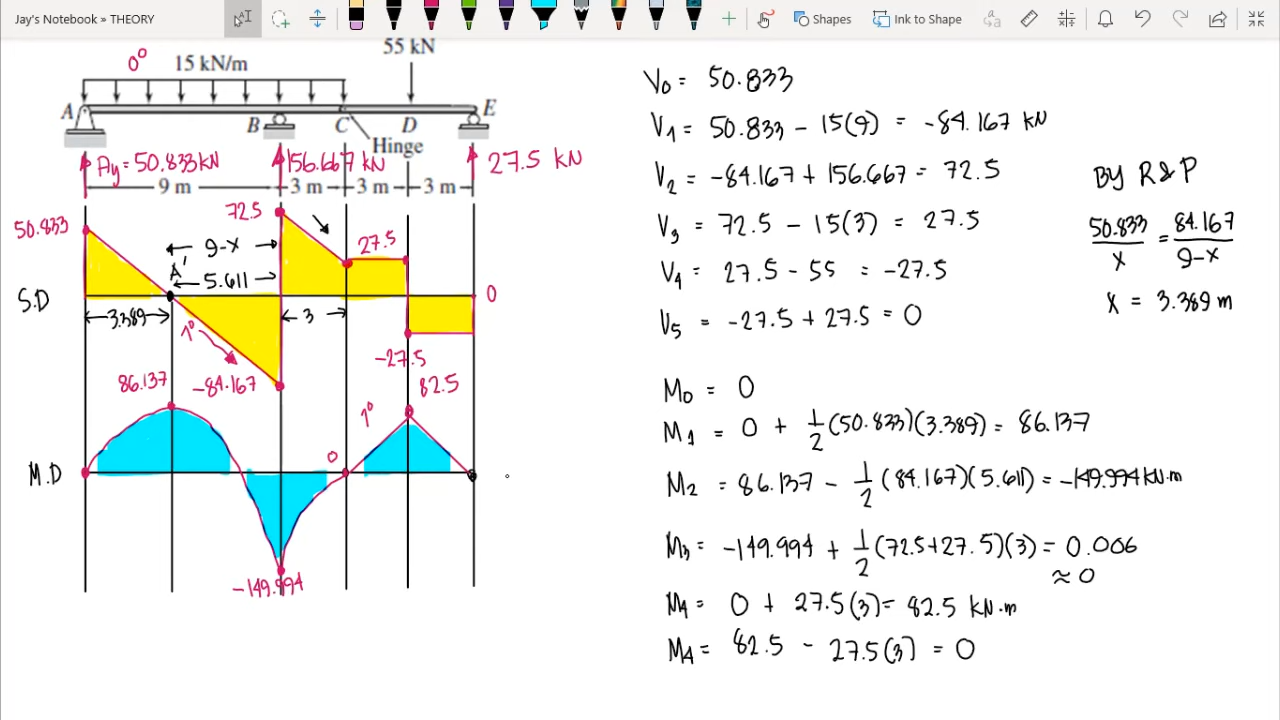 Jay's Notebook » THEORY
Shapes
Ink to Shape
55 kN
0°
15 kN/m
A
B
C
D
E
Hinge
Ay = 50.833 kN
156.667 kN
27.5 kN
9 m
3 m
3 m
3 m
50.833
72.5
9-x
27.5
A'
5.611
S.D
0
3.389
3
1°
-27.5
86.137
-84.167
82.5
1°
0
M.D
-149.994
V0 = 50.833
V1 = 50.833 - 15(9) = -84.167 kN
V2 = -84.167 + 156.667 = 72.5
V3 = 72.5 - 15(3) = 27.5
V4 = 27.5 - 55 = -27.5
V5 = -27.5 + 27.5 = 0
BY R & P
50.833/x = 84.167/9-x
x = 3.389 m
M0 = 0
M1 = 0 + 1/2 (50.833)(3.389) = 86.137
M2 = 86.137 - 1/2 (84.167)(5.611) = -149.994 kN·m
M3 = -149.994 + 1/2 (72.5+27.5)(3) = 0.006
≈ 0
M4 = 0 + 27.5(3) = 82.5 kN·m
M4 = 82.5 - 27.5(3) = 0